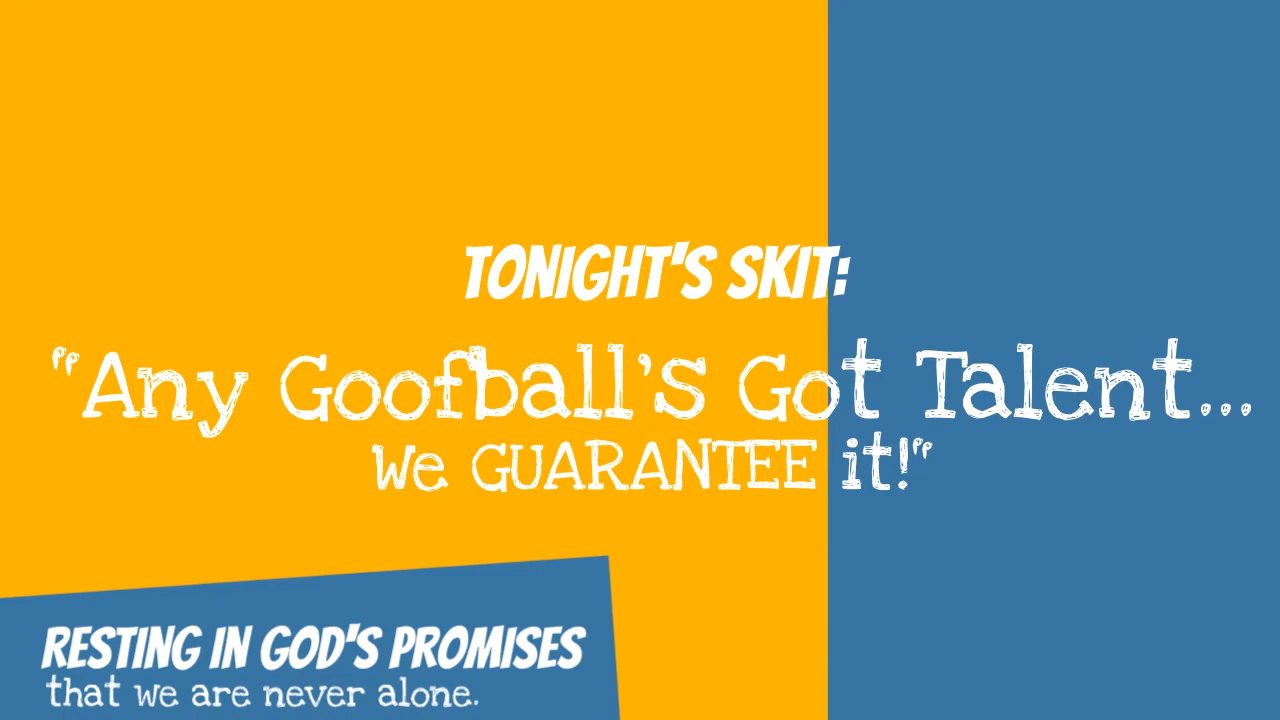 TONIGHT'S SKIT:
"Any Goofball's Got Talent...
We GUARANTEE it!"
RESTING IN GOD'S PROMISES
that we are never alone.